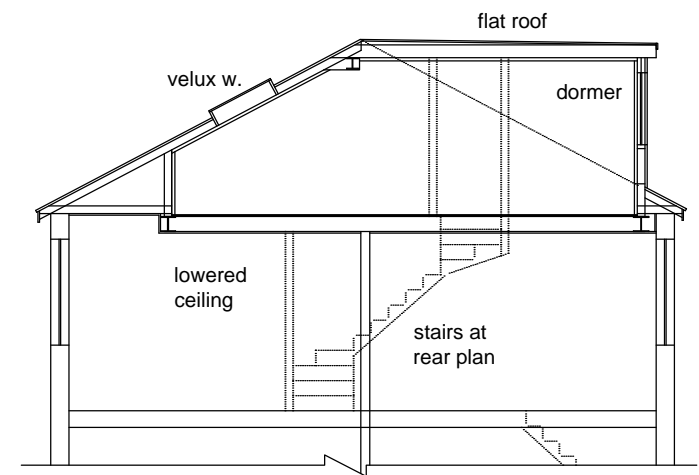 flat roof
velux w.
dormer
lowered
ceiling
stairs at
rear plan